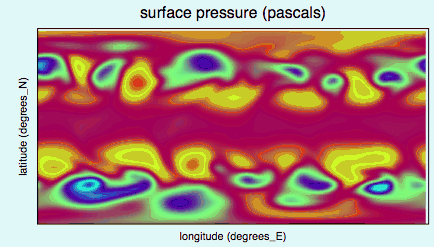 surface pressure (pascals)
latitude (degrees_N)
longitude (degrees_E)